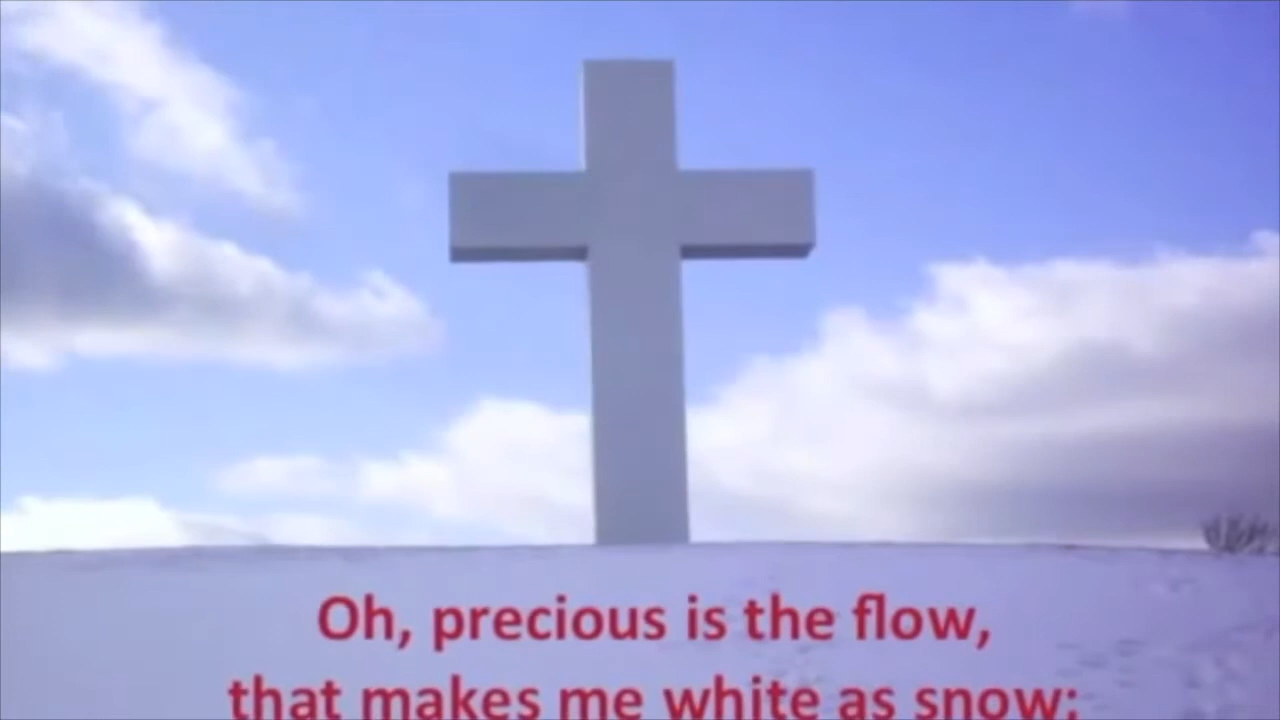 Oh, precious is the flow,
that makes me white as snow;